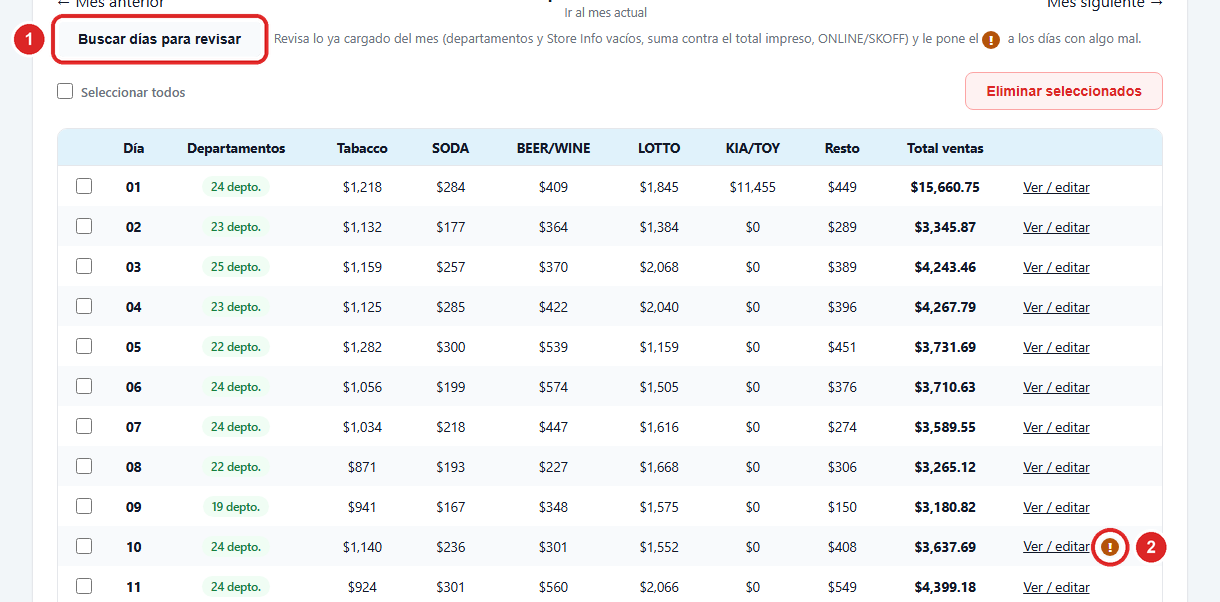 ← Mes anterior
Mes siguiente →
Ir al mes actual
1
Buscar días para revisar
Revisa lo ya cargado del mes (departamentos y Store Info vacíos, suma contra el total impreso, ONLINE/SKOFF) y le pone el ! a los días con algo mal.
Seleccionar todos
Eliminar seleccionados
Día Departamentos Tabacco SODA BEER/WINE LOTTO KIA/TOY Resto Total ventas
01 24 depto. $1,218 $284 $409 $1,845 $11,455 $449 $15,660.75 Ver / editar
02 23 depto. $1,132 $177 $364 $1,384 $0 $289 $3,345.87 Ver / editar
03 25 depto. $1,159 $257 $370 $2,068 $0 $389 $4,243.46 Ver / editar
04 23 depto. $1,125 $285 $422 $2,040 $0 $396 $4,267.79 Ver / editar
05 22 depto. $1,282 $300 $539 $1,159 $0 $451 $3,731.69 Ver / editar
06 24 depto. $1,056 $199 $574 $1,505 $0 $376 $3,710.63 Ver / editar
07 24 depto. $1,034 $218 $447 $1,616 $0 $274 $3,589.55 Ver / editar
08 22 depto. $871 $193 $227 $1,668 $0 $306 $3,265.12 Ver / editar
09 19 depto. $941 $167 $348 $1,575 $0 $150 $3,180.82 Ver / editar
10 24 depto. $1,140 $236 $301 $1,552 $0 $408 $3,637.69 Ver / editar ! 2
11 24 depto. $924 $301 $560 $2,066 $0 $549 $4,399.18 Ver / editar